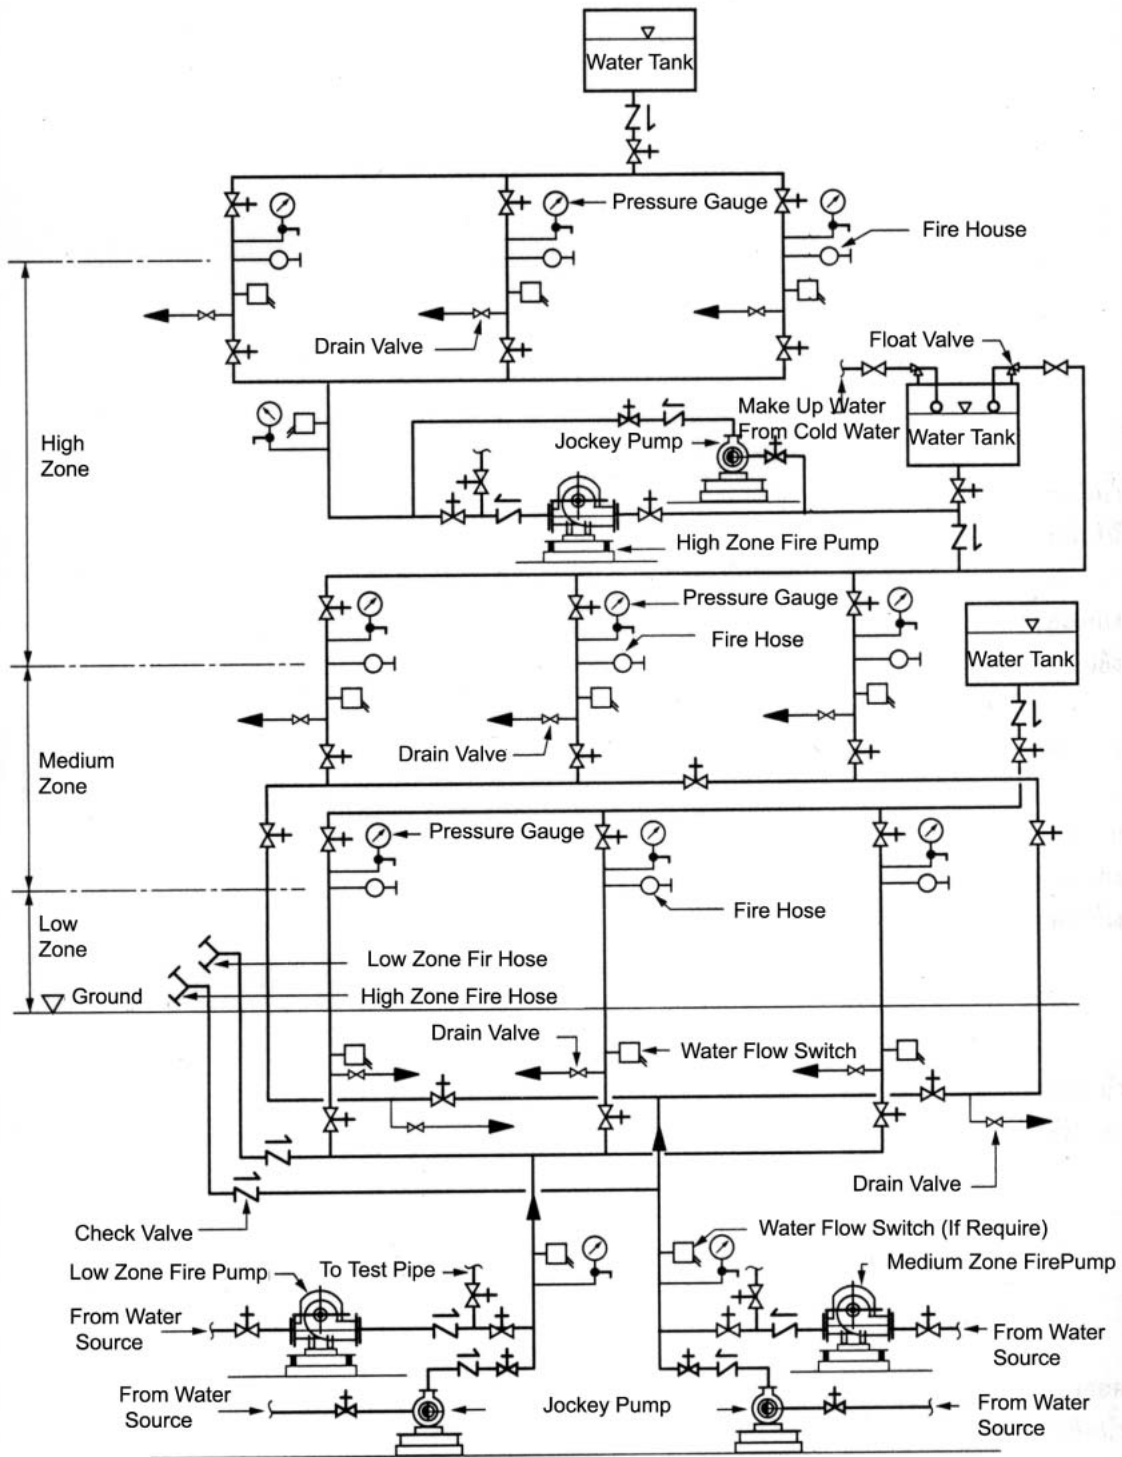 Water Tank
Pressure Gauge
Fire House
Drain Valve
Float Valve
High
Zone
Make Up Water
From Cold Water
Water Tank
Jockey Pump
High Zone Fire Pump
Pressure Gauge
Fire Hose
Water Tank
Medium
Zone
Drain Valve
Pressure Gauge
Fire Hose
Low
Zone
Low Zone Fir Hose
High Zone Fire Hose
Ground
Drain Valve
Water Flow Switch
Drain Valve
Check Valve
Water Flow Switch (If Require)
Low Zone Fire Pump
To Test Pipe
Medium Zone FirePump
From Water
Source
From Water
Source
From Water
Source
Jockey Pump
From Water
Source